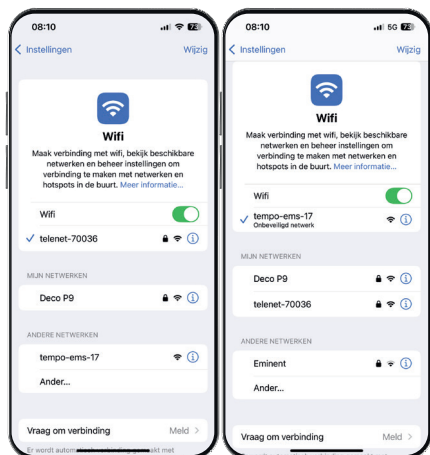 08:10
Instellingen
Wijzig
Wifi
Maak verbinding met wifi, bekijk beschikbare
netwerken en beheer instellingen om
verbinding te maken met netwerken en
hotspots in de buurt. Meer informatie...
Wifi
telenet-70036
MIJN NETWERKEN
Deco P9
ANDERE NETWERKEN
tempo-ems-17
Ander...
Vraag om verbinding
Meld
08:10
5G
Instellingen
Wijzig
Wifi
Maak verbinding met wifi, bekijk beschikbare
netwerken en beheer instellingen om
verbinding te maken met netwerken en
hotspots in de buurt. Meer informatie...
Wifi
tempo-ems-17
Onbeveiligd netwerk
MIJN NETWERKEN
Deco P9
telenet-70036
ANDERE NETWERKEN
Eminent
Ander...
Vraag om verbinding
Meld